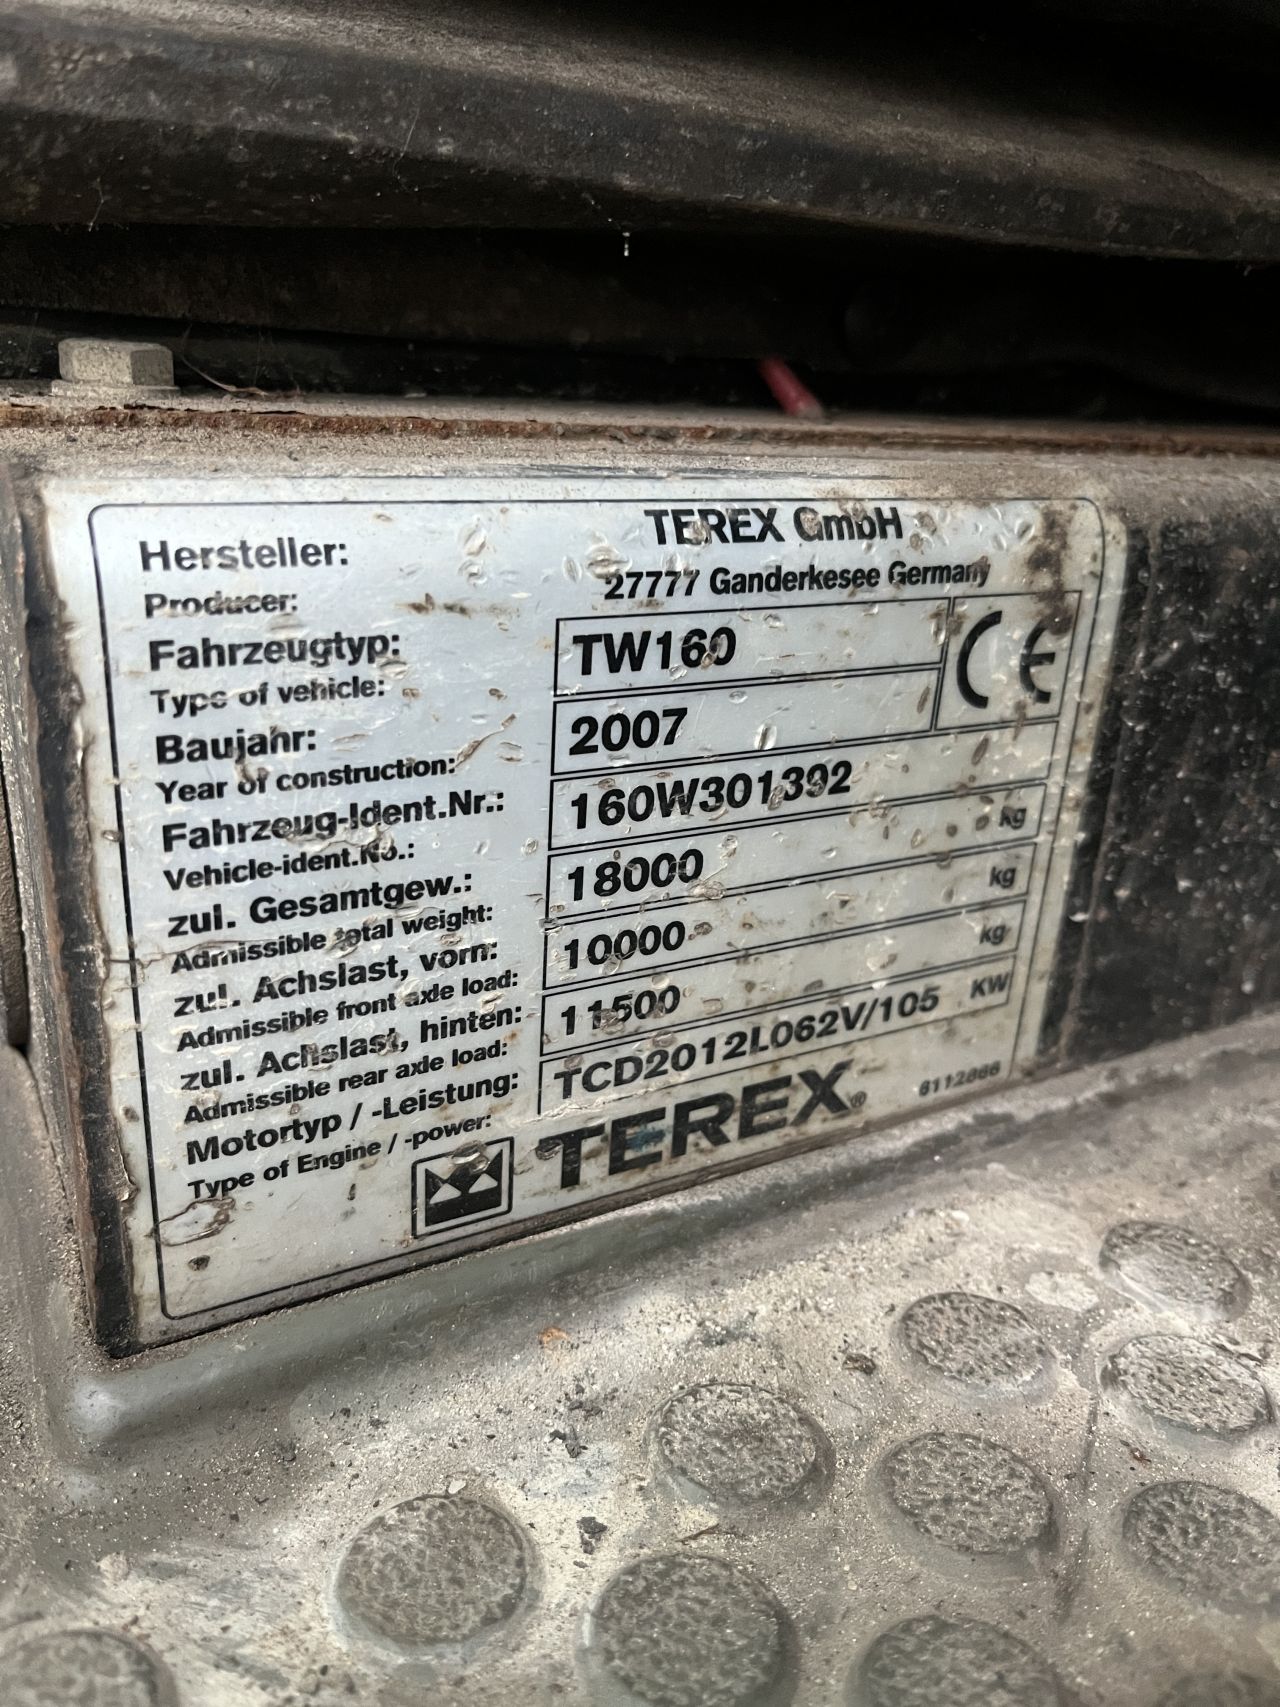 Hersteller: TEREX GmbH
Producer: 27777 Ganderkesee Germany
Fahrzeugtyp: TW160 CE
Type of vehicle:
Baujahr: 2007
Year of construction:
Fahrzeug-Ident.Nr.: 160W301392
Vehicle-ident.No.:
zul. Gesamtgew.: 18000 kg
Admissible total weight:
zul. Achslast, vorn: 10000 kg
Admissible front axle load:
zul. Achslast, hinten: 11500 kg
Admissible rear axle load:
Motortyp / -Leistung: TCD2012L062V/105 KW
Type of Engine / -power:
TEREX® 6112866